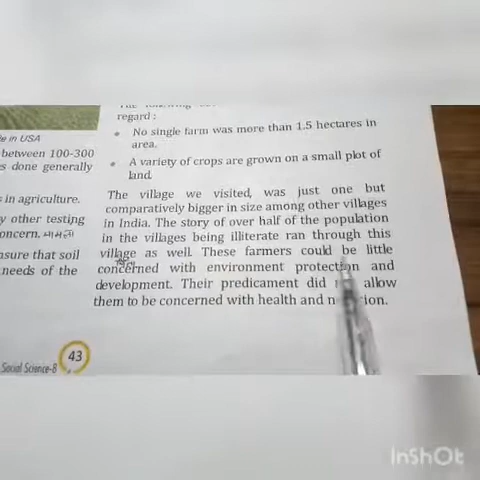 regard :
• No single farm was more than 1.5 hectares in
area.
• A variety of crops are grown on a small plot of
land
The village we visited, was just one but
comparatively bigger in size among other villages
in India. The story of over half of the population
in the villages being illiterate ran through this
village as well. These farmers could be little
concerned with environment protection and
development. Their predicament did allow
them to be concerned with health and
in USA
between 100-300
done generally
in agriculture.
y other testing
oncern. મામલો
nsure that soil
needs of the
Social Science-8
43
InShOt